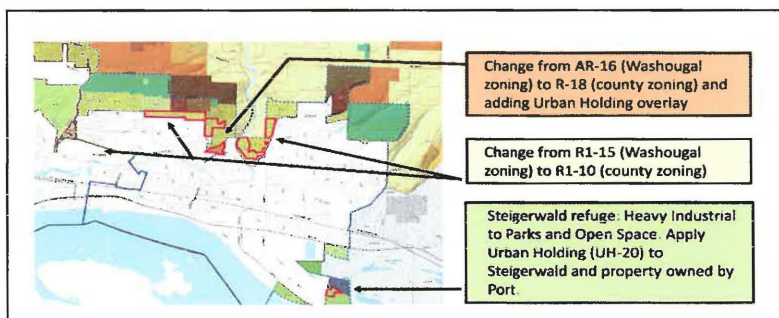 Change from AR-16 (Washougal
zoning) to R-18 (county zoning) and
adding Urban Holding overlay
Change from R1-15 (Washougal
zoning) to R1-10 (county zoning)
Steigerwald refuge: Heavy Industrial
to Parks and Open Space. Apply
Urban Holding (UH-20) to
Steigerwald and property owned by
Port.